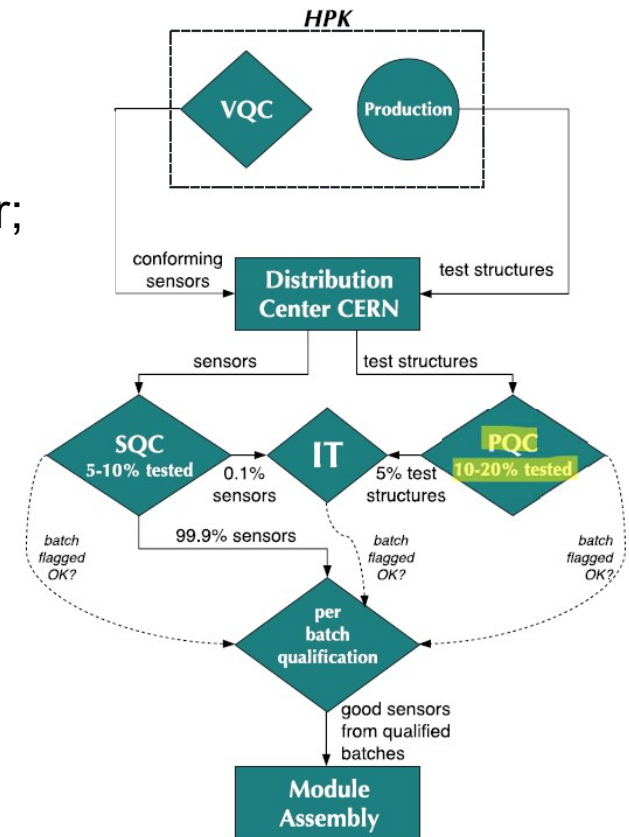 HPK
VQC
Production
r;
conforming
sensors
test structures
Distribution
Center CERN
sensors
test structures
SQC
5-10% tested
0.1%
sensors
IT
5% test
structures
PQC
10-20% tested
99.9% sensors
batch
flagged
OK?
batch
flagged
OK?
batch
flagged
OK?
per
batch
qualification
good sensors
from qualified
batches
Module
Assembly